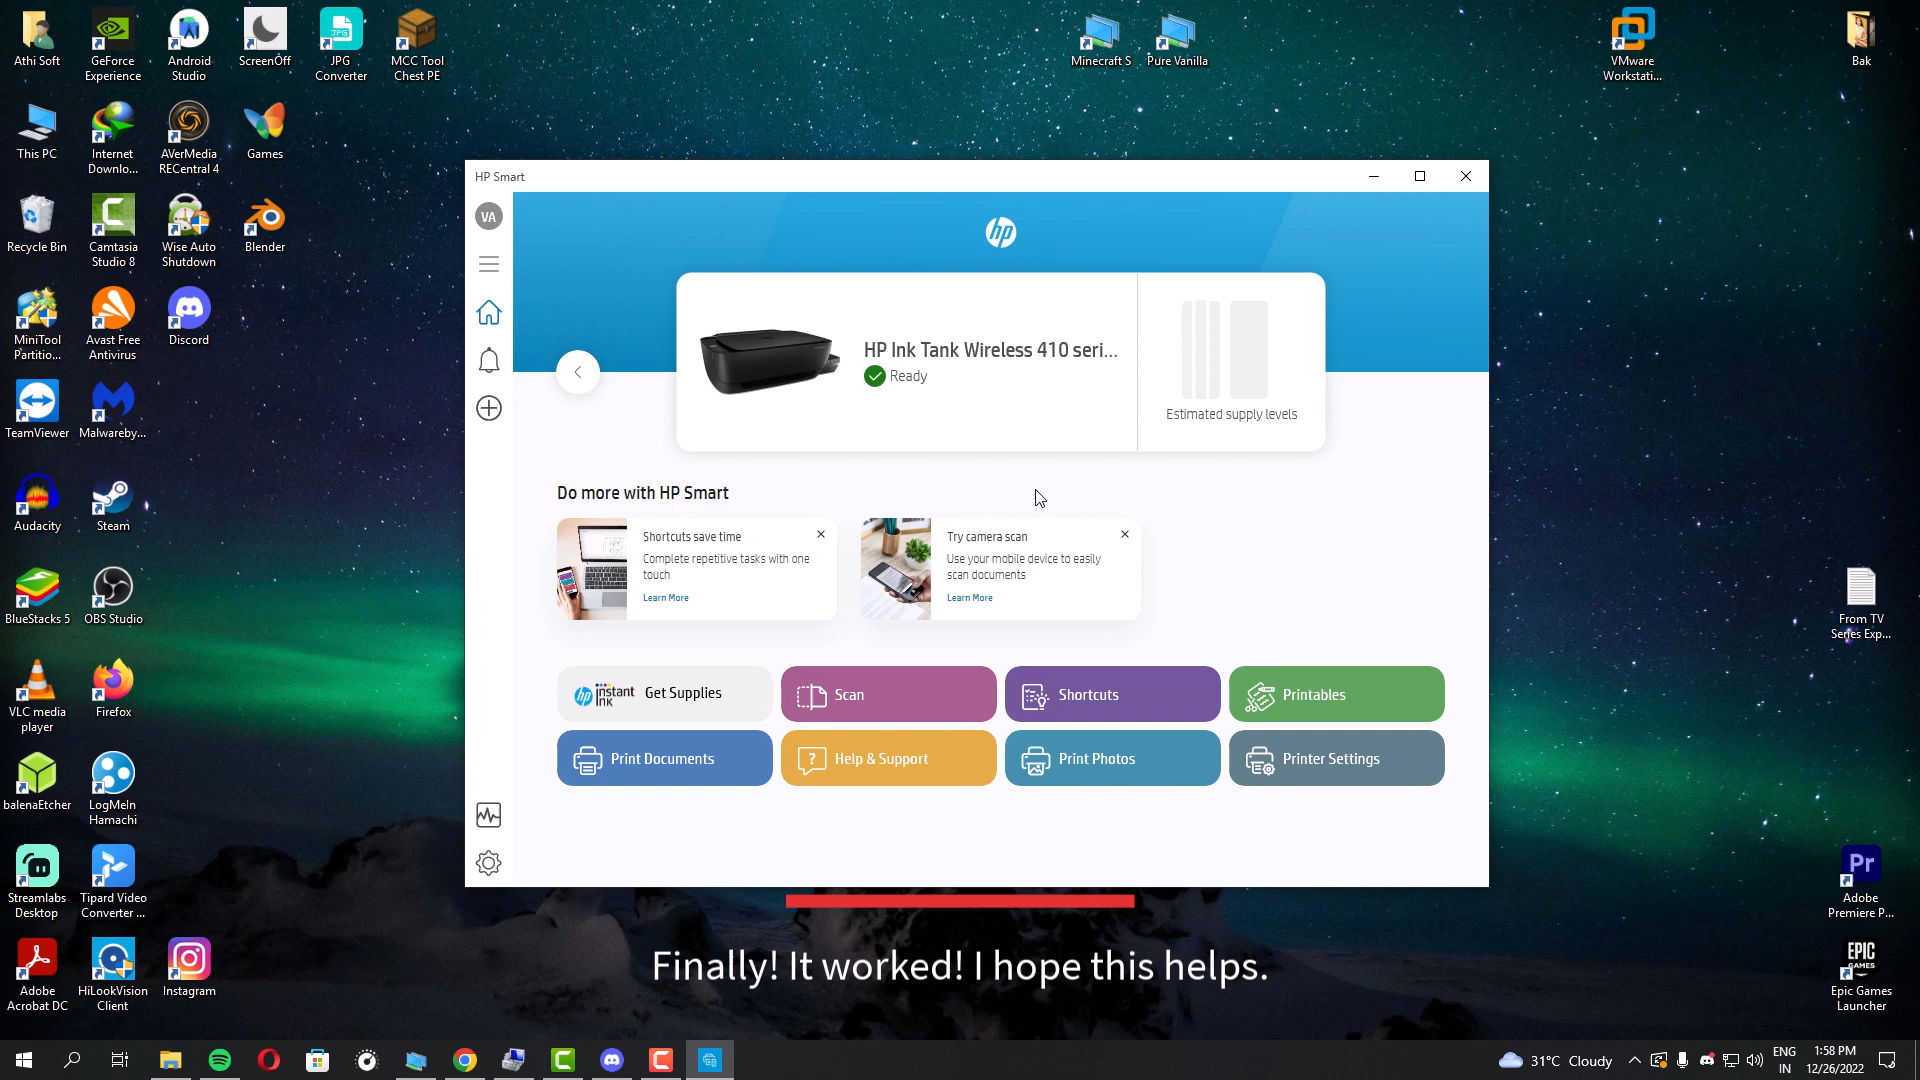 Athi Soft
GeForce
Experience
Android
Studio
ScreenOff
JPG
JPG
Converter
MCC Tool
Chest PE
Minecraft S
Pure Vanilla
VMware
Workstati...
Bak
This PC
Internet
Downlo...
AVerMedia
RECentral 4
Games
Recycle Bin
Camtasia
Studio 8
Wise Auto
Shutdown
Blender
MiniTool
Partitio...
Avast Free
Antivirus
Discord
TeamViewer
Malwareby...
Audacity
Steam
BlueStacks 5
OBS Studio
VLC media
player
Firefox
balenaEtcher
LogMeIn
Hamachi
Streamlabs
Desktop
Tipard Video
Converter ...
Adobe
Acrobat DC
HiLookVision
Client
Instagram
From TV
Series Exp...
Pr
Adobe
Premiere P...
EPIC
GAMES
Epic Games
Launcher
HP Smart
VA
hp
HP Ink Tank Wireless 410 seri...
Ready
Estimated supply levels
Do more with HP Smart
Shortcuts save time
Complete repetitive tasks with one
touch
Learn More
Try camera scan
Use your mobile device to easily
scan documents
Learn More
hp instant
ink
Get Supplies
Scan
Shortcuts
Printables
Print Documents
Help & Support
Print Photos
Printer Settings
Finally! It worked! I hope this helps.
31°C Cloudy
ENG
IN
1:58 PM
12/26/2022